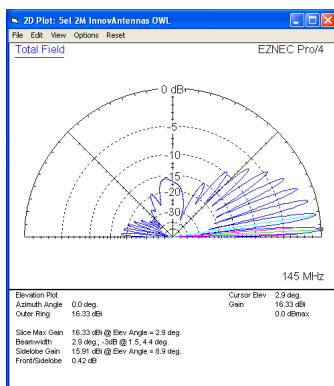 2D Plot: 5el 2M InnovAntennas OWL
File Edit View Options Reset
Total Field
EZNEC Pro/4
0 dB
-5
-10
-15
-20
-30
145 MHz
Elevation Plot
Azimuth Angle 0.0 deg.
Outer Ring 16.33 dBi
Cursor Elev 2.9 deg.
Gain 16.33 dBi
0.0 dBmax
Slice Max Gain 16.33 dBi @ Elev Angle = 2.9 deg.
Beamwidth 2.9 deg.; -3dB @ 1.5, 4.4 deg.
Sidelobe Gain 15.91 dBi @ Elev Angle = 8.9 deg.
Front/Sidelobe 0.42 dB